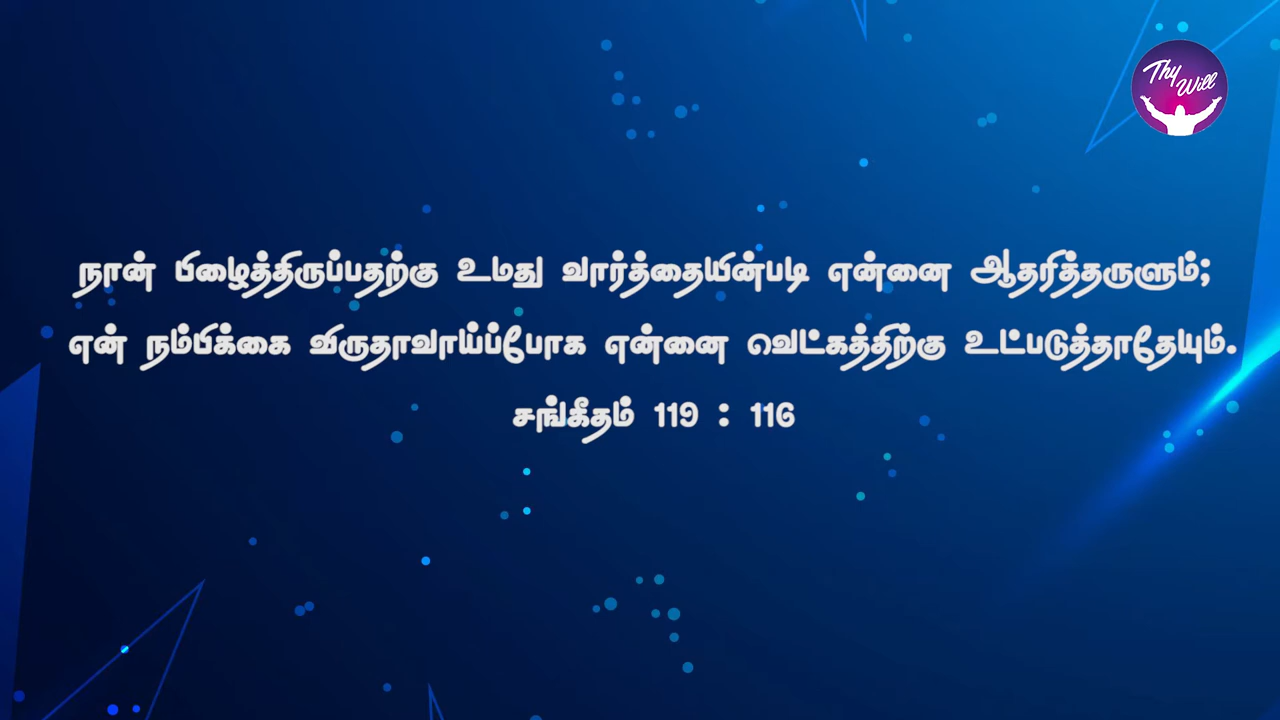 Thy Will
நான் பிழைத்திருப்பதற்கு உமது வார்த்தையின்படி என்னை ஆதரித்தருளும்;
என் நம்பிக்கை விருதாவாய்ப்போக என்னை வெட்கத்திற்கு உட்படுத்தாதேயும்.
சங்கீதம் 119 : 116